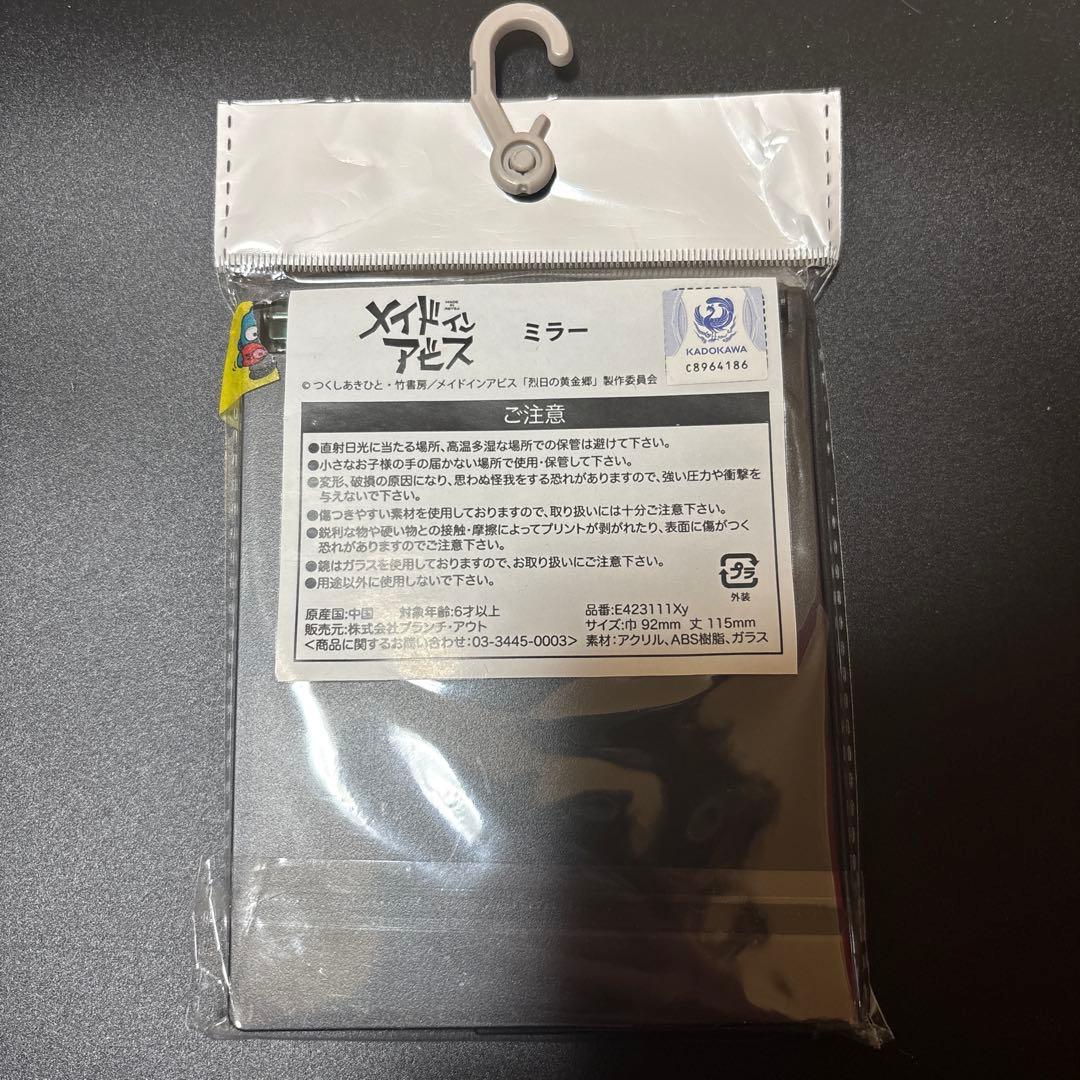 メイドイン
アビス
MADE IN ABYSS
ミラー
KADOKAWA
C8964186
© つくしあきひと・竹書房／メイドインアビス「烈日の黄金郷」製作委員会
ご注意
●直射日光に当たる場所、高温多湿な場所での保管は避けて下さい。
●小さなお子様の手の届かない場所で使用・保管して下さい。
●変形、破損の原因になり、思わぬ怪我をする恐れがありますので、強い圧力や衝撃を
与えないで下さい。
●傷つきやすい素材を使用しておりますので、取り扱いには十分ご注意下さい。
●鋭利な物や硬い物との接触・摩擦によってプリントが剥がれたり、表面に傷がつく
恐れがありますのでご注意下さい。
●鏡はガラスを使用しておりますので、お取り扱いにご注意下さい。
●用途以外に使用しないで下さい。
プラ
外装
原産国:中国 対象年齢:6才以上 品番:E423111Xy
販売元:株式会社ブランチ・アウト サイズ:巾 92mm 丈 115mm
<商品に関するお問い合わせ:03-3445-0003> 素材:アクリル、ABS樹脂、ガラス